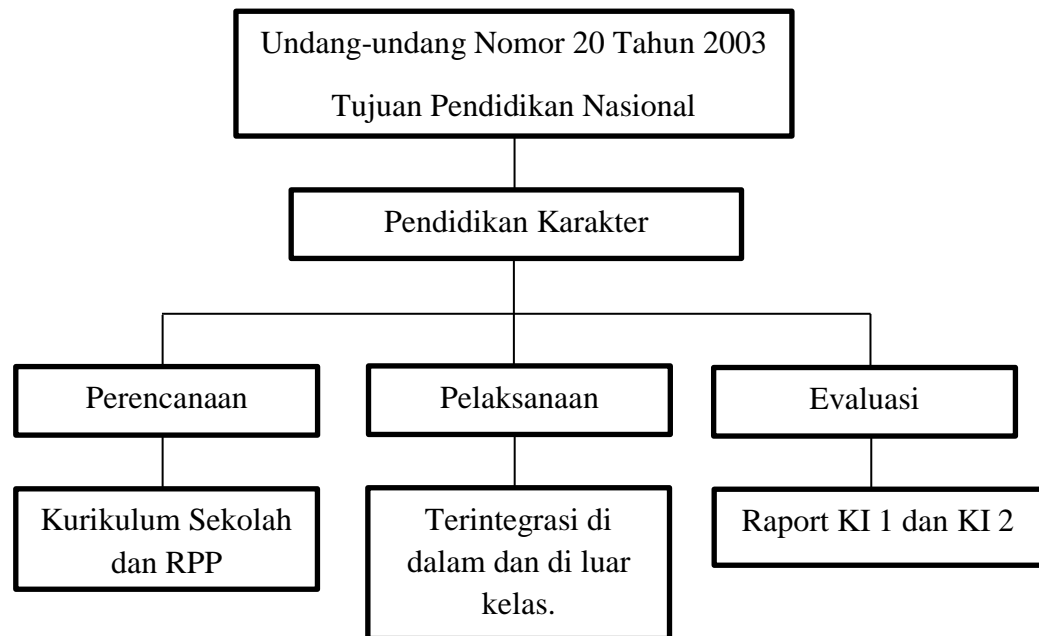 Undang-undang Nomor 20 Tahun 2003
Tujuan Pendidikan Nasional
Pendidikan Karakter
Perencanaan
Pelaksanaan
Evaluasi
Kurikulum Sekolah
dan RPP
Terintegrasi di
dalam dan di luar
kelas.
Raport KI 1 dan KI 2